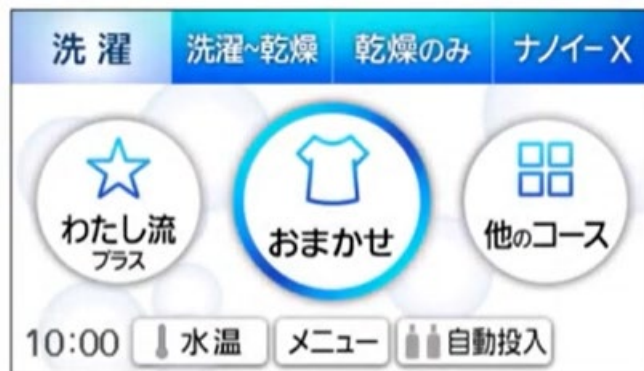 洗濯 洗濯~乾燥 乾燥のみ ナノイーX
わたし流
プラス
おまかせ
他のコース
10:00 水温 メニュー 自動投入